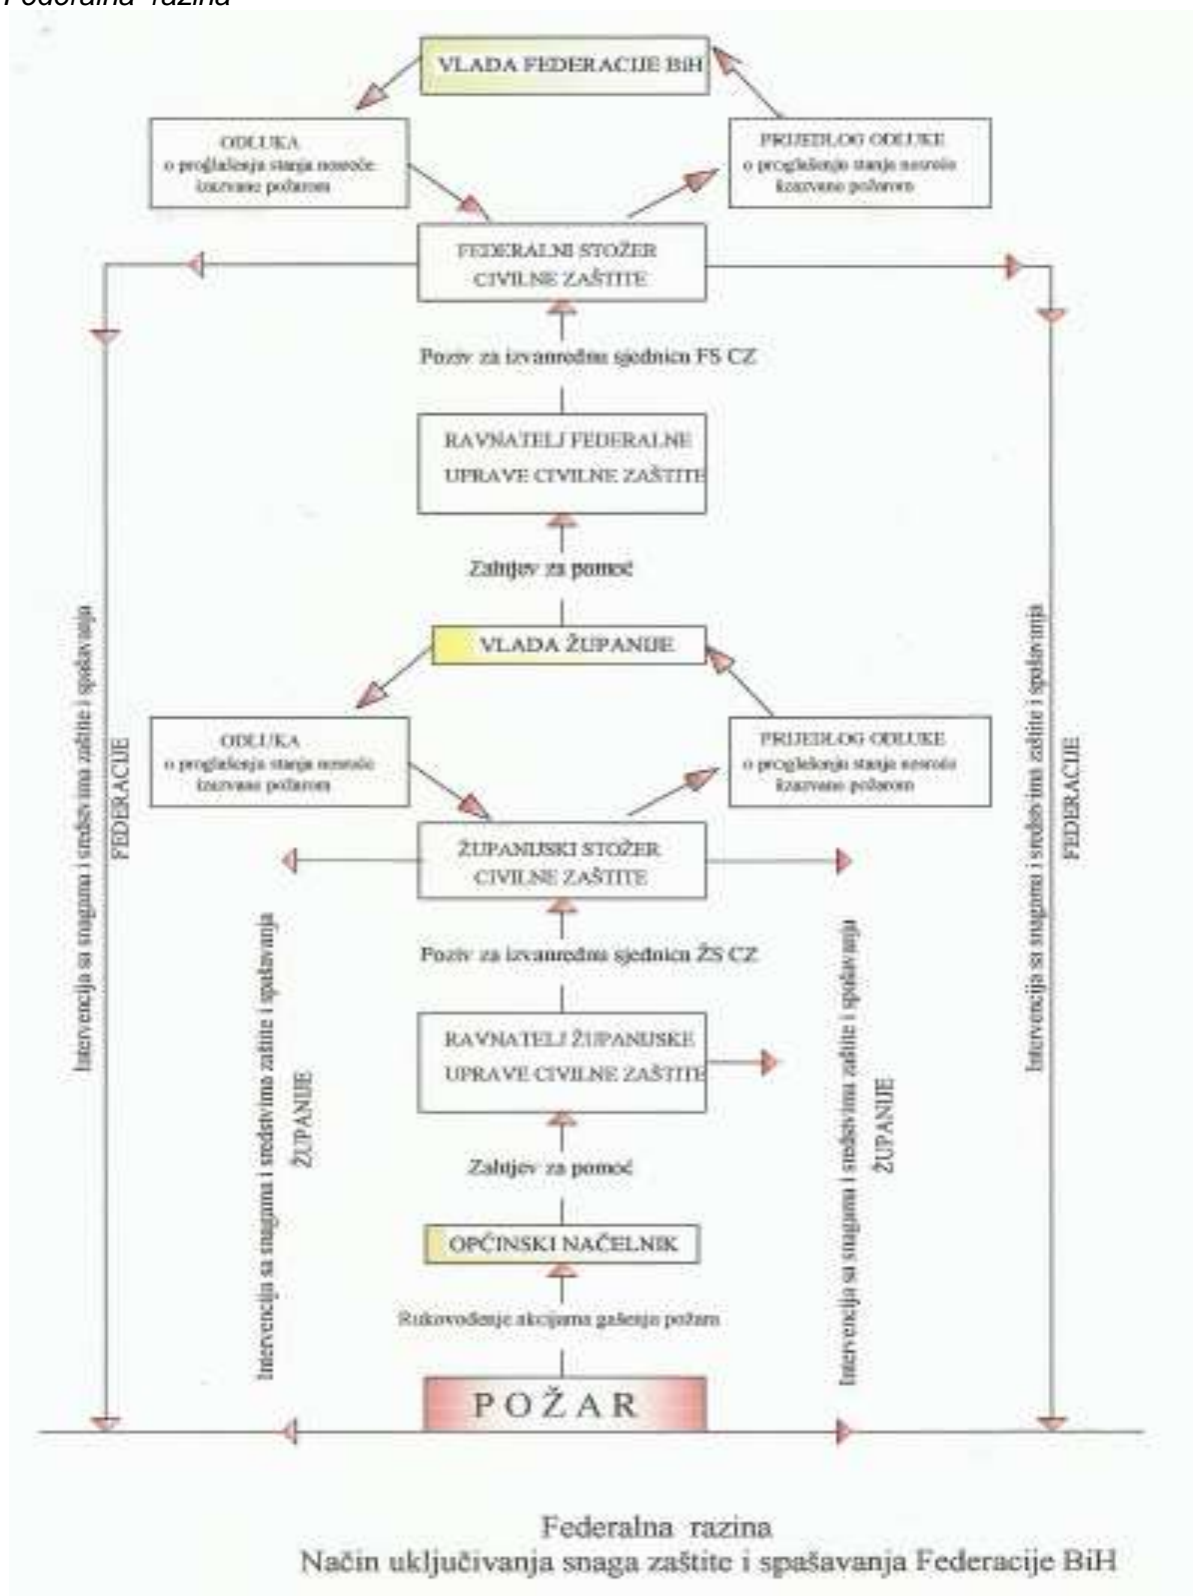 Federalna razina
VLADA FEDERACIJE BiH
ODLUKA
o proglašenju stanja nesreće
izazvane požarom
PRIJEDLOG ODLUKE
o proglašenju stanja nesreće
izazvane požarom
FEDERALNI STOŽER
CIVILNE ZAŠTITE
Poziv za izvanrednu sjednicu FS CZ
RAVNATELJ FEDERALNE
UPRAVE CIVILNE ZAŠTITE
Zahtjev za pomoć
VLADA ŽUPANIJE
ODLUKA
o proglašenju stanja nesreće
izazvane požarom
PRIJEDLOG ODLUKE
o proglašenju stanja nesreće
izazvane požarom
ŽUPANIJSKI STOŽER
CIVILNE ZAŠTITE
Poziv za izvanrednu sjednicu ŽS CZ
RAVNATELJ ŽUPANIJSKE
UPRAVE CIVILNE ZAŠTITE
Zahtjev za pomoć
OPĆINSKI NAČELNIK
Rukovođenje akcijama gašenja požara
POŽAR
Intervencija sa snagama i sredstvima zaštite i spašavanja
FEDERACIJE
Intervencija sa snagama i sredstvima zaštite i spašavanja
ŽUPANIJE
Intervencija sa snagama i sredstvima zaštite i spašavanja
ŽUPANIJE
Intervencija sa snagama i sredstvima zaštite i spašavanja
FEDERACIJE
Federalna razina
Način uključivanja snaga zaštite i spašavanja Federacije BiH